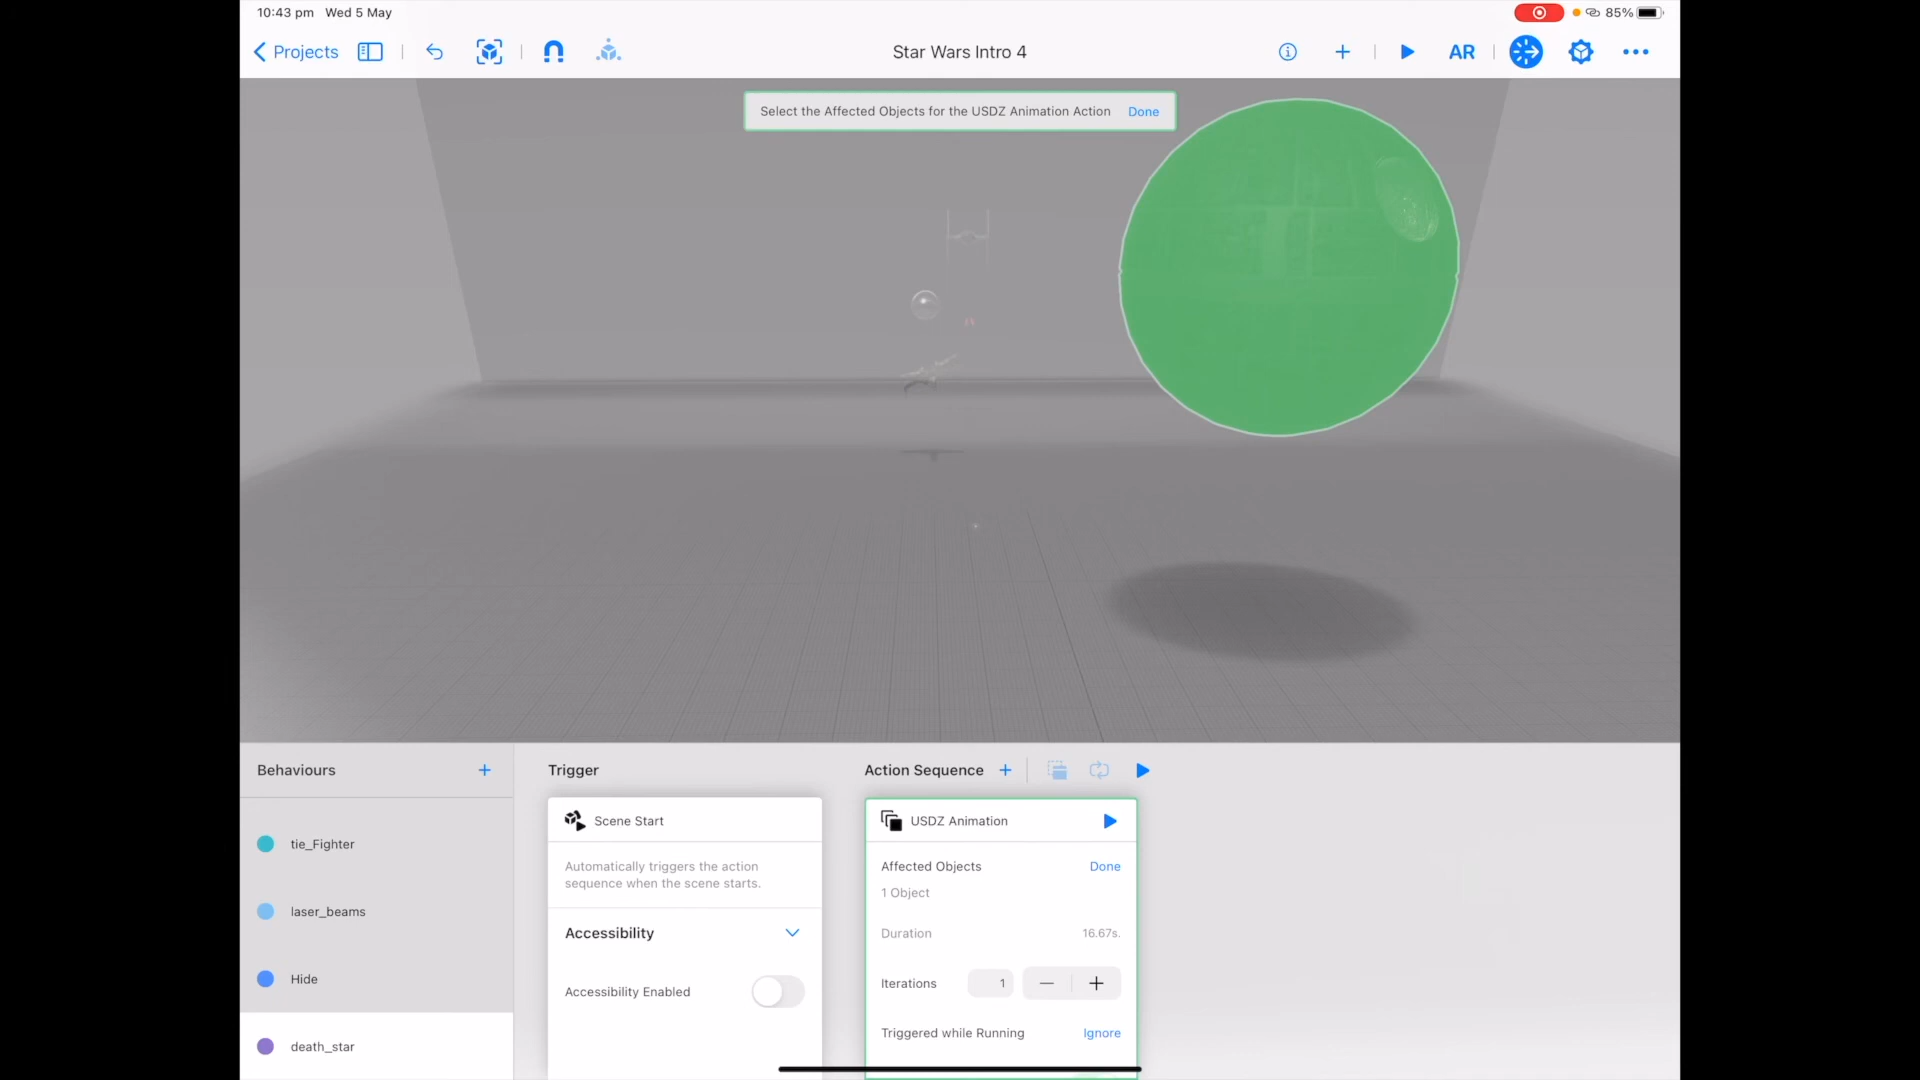 10:43 pm Wed 5 May
85%
Projects
Star Wars Intro 4
AR
Select the Affected Objects for the USDZ Animation Action Done
Behaviours
tie_Fighter
laser_beams
Hide
death_star
Trigger
Scene Start
Automatically triggers the action
sequence when the scene starts.
Accessibility
Accessibility Enabled
Action Sequence
USDZ Animation
Affected Objects Done
1 Object
Duration 16.67s.
Iterations 1
Triggered while Running Ignore